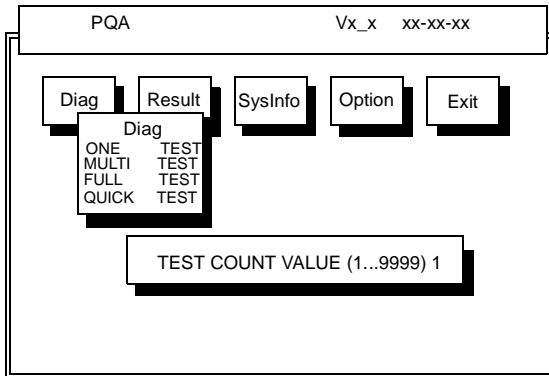 PQA Vx_x xx-xx-xx
Diag Result SysInfo Option Exit
Diag
ONE TEST
MULTI TEST
FULL TEST
QUICK TEST
TEST COUNT VALUE (1...9999) 1